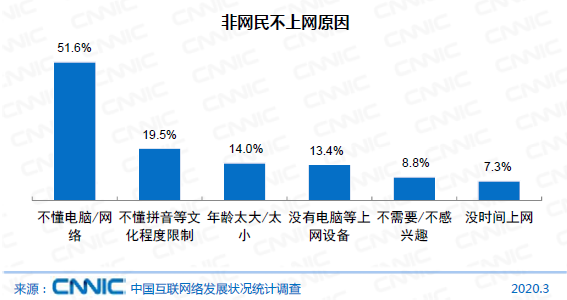 非网民不上网原因
51.6%
19.5%
14.0%
13.4%
8.8%
7.3%
不懂电脑/网
络
不懂拼音等文
化程度限制
年龄太大/太
小
没有电脑等上
网设备
不需要/不感
兴趣
没时间上网
来源：CNNIC 中国互联网络发展状况统计调查
2020.3